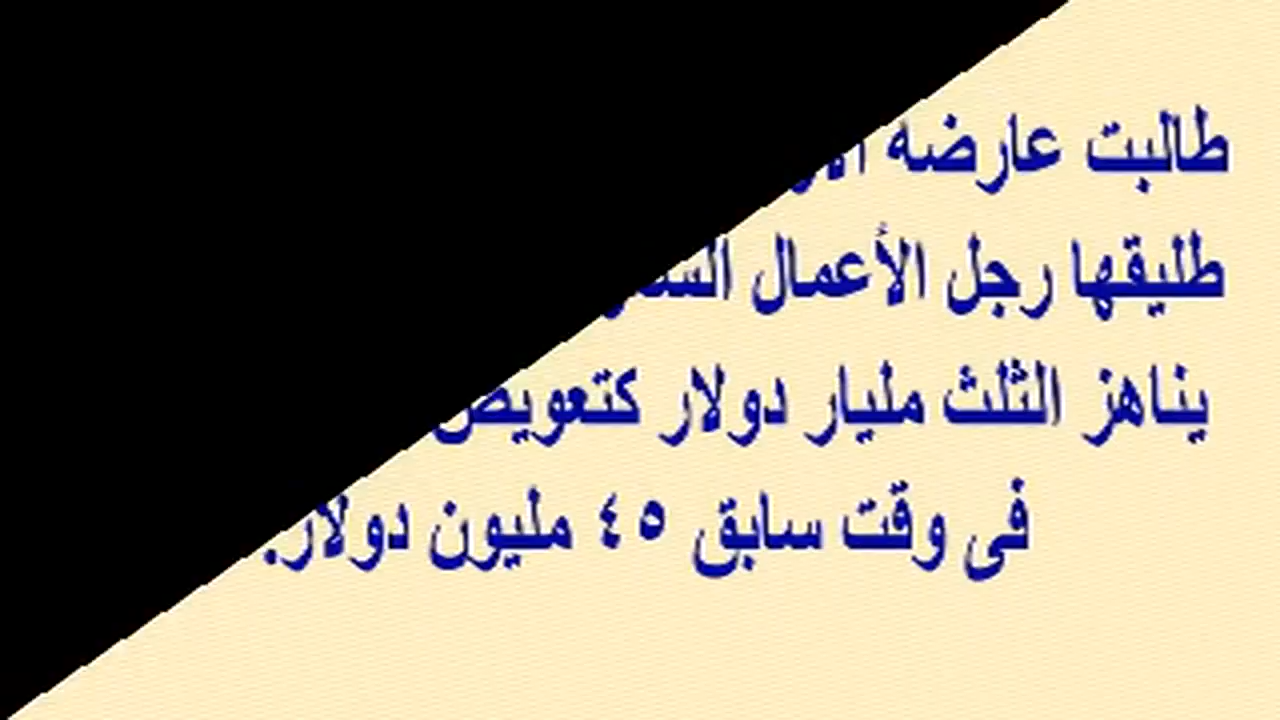 طالبت عارضه
طليقها رجل الأعمال
يناهز الثلث مليار دولار كتعويض
فى وقت سابق ٤٥ مليون دولار.